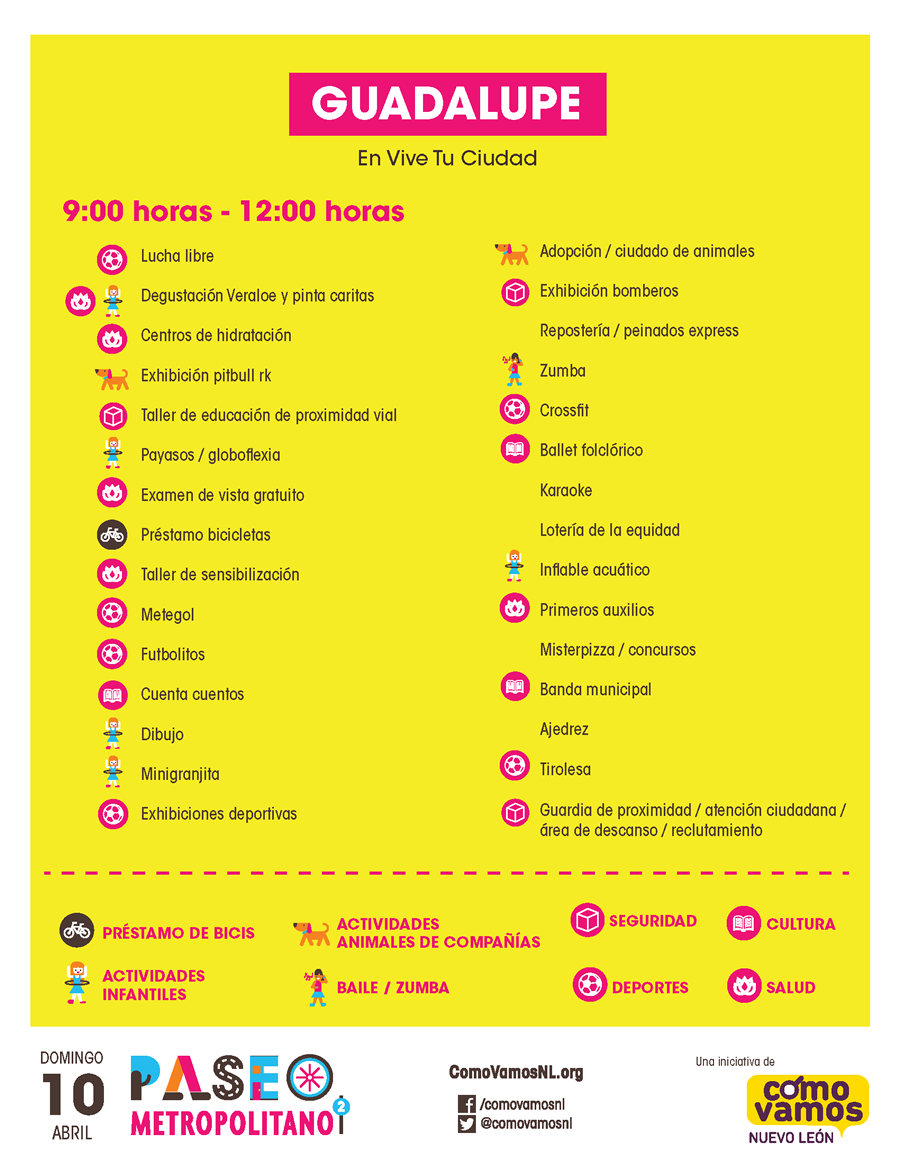 GUADALUPE
En Vive Tu Ciudad
9:00 horas - 12:00 horas
Lucha libre
Degustación Veraloe y pinta caritas
Centros de hidratación
Exhibición pitbull rk
Taller de educación de proximidad vial
Payasos / globoflexia
Examen de vista gratuito
Préstamo bicicletas
Taller de sensibilización
Metegol
Futbolitos
Cuenta cuentos
Dibujo
Minigranjita
Exhibiciones deportivas
Adopción / ciudado de animales
Exhibición bomberos
Repostería / peinados express
Zumba
Crossfit
Ballet folclórico
Karaoke
Lotería de la equidad
Inflable acuático
Primeros auxilios
Misterpizza / concursos
Banda municipal
Ajedrez
Tirolesa
Guardia de proximidad / atención ciudadana /
área de descanso / reclutamiento
PRÉSTAMO DE BICIS
ACTIVIDADES
ANIMALES DE COMPAÑÍAS
SEGURIDAD
CULTURA
ACTIVIDADES
INFANTILES
BAILE / ZUMBA
DEPORTES
SALUD
DOMINGO
10
ABRIL
PASEO
METROPOLITANO
2
ComoVamosNL.org
/comovamosnl
@comovamosnl
Una iniciativa de
cómo
vamos
NUEVO LEÓN